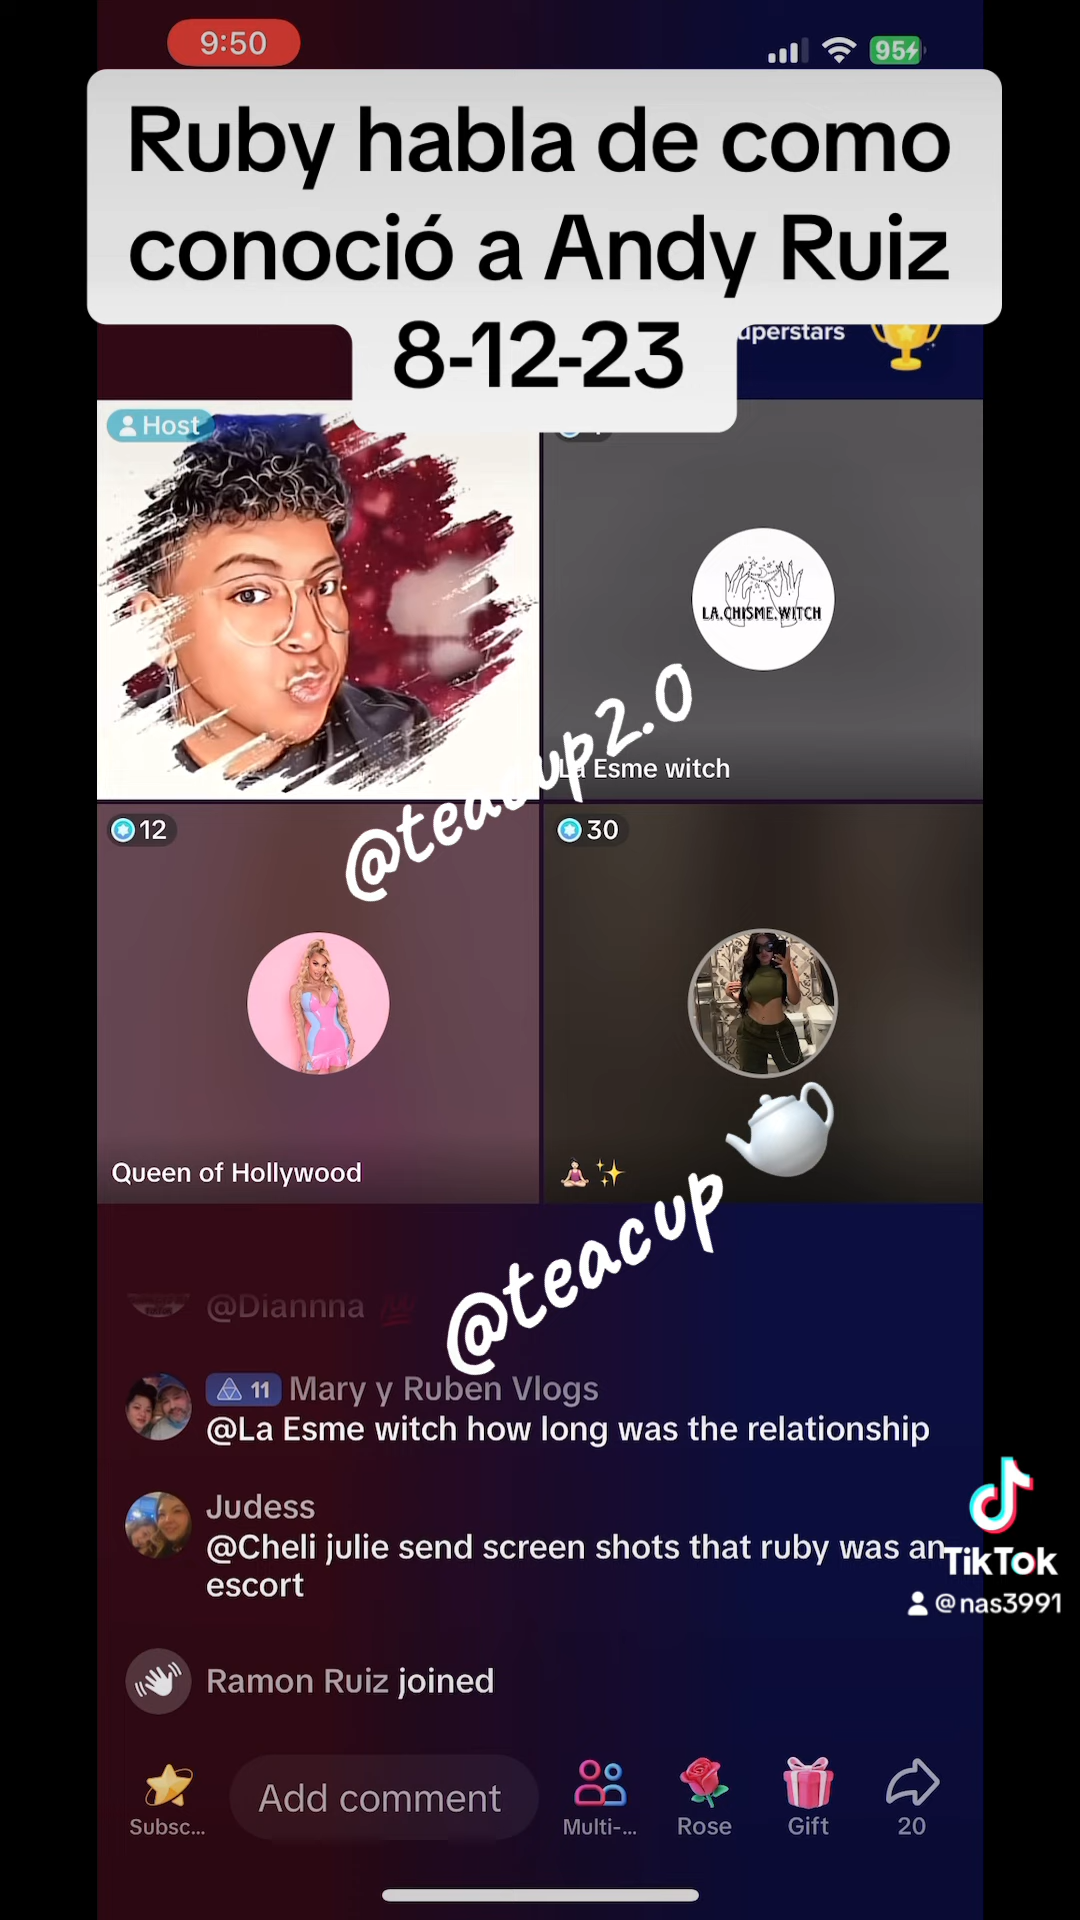 9:50
95
Ruby habla de como
conoció a Andy Ruiz
8-12-23
uperstars
Host
LA.CHISME.WITCH
@teacup2.0
La Esme witch
12
30
Queen of Hollywood
@teacup
@Diannna
11 Mary y Ruben Vlogs
@La Esme witch how long was the relationship
Judess
@Cheli julie send screen shots that ruby was an
escort
TikTok
@nas3991
Ramon Ruiz joined
Subsc...
Add comment
Multi-...
Rose
Gift
20